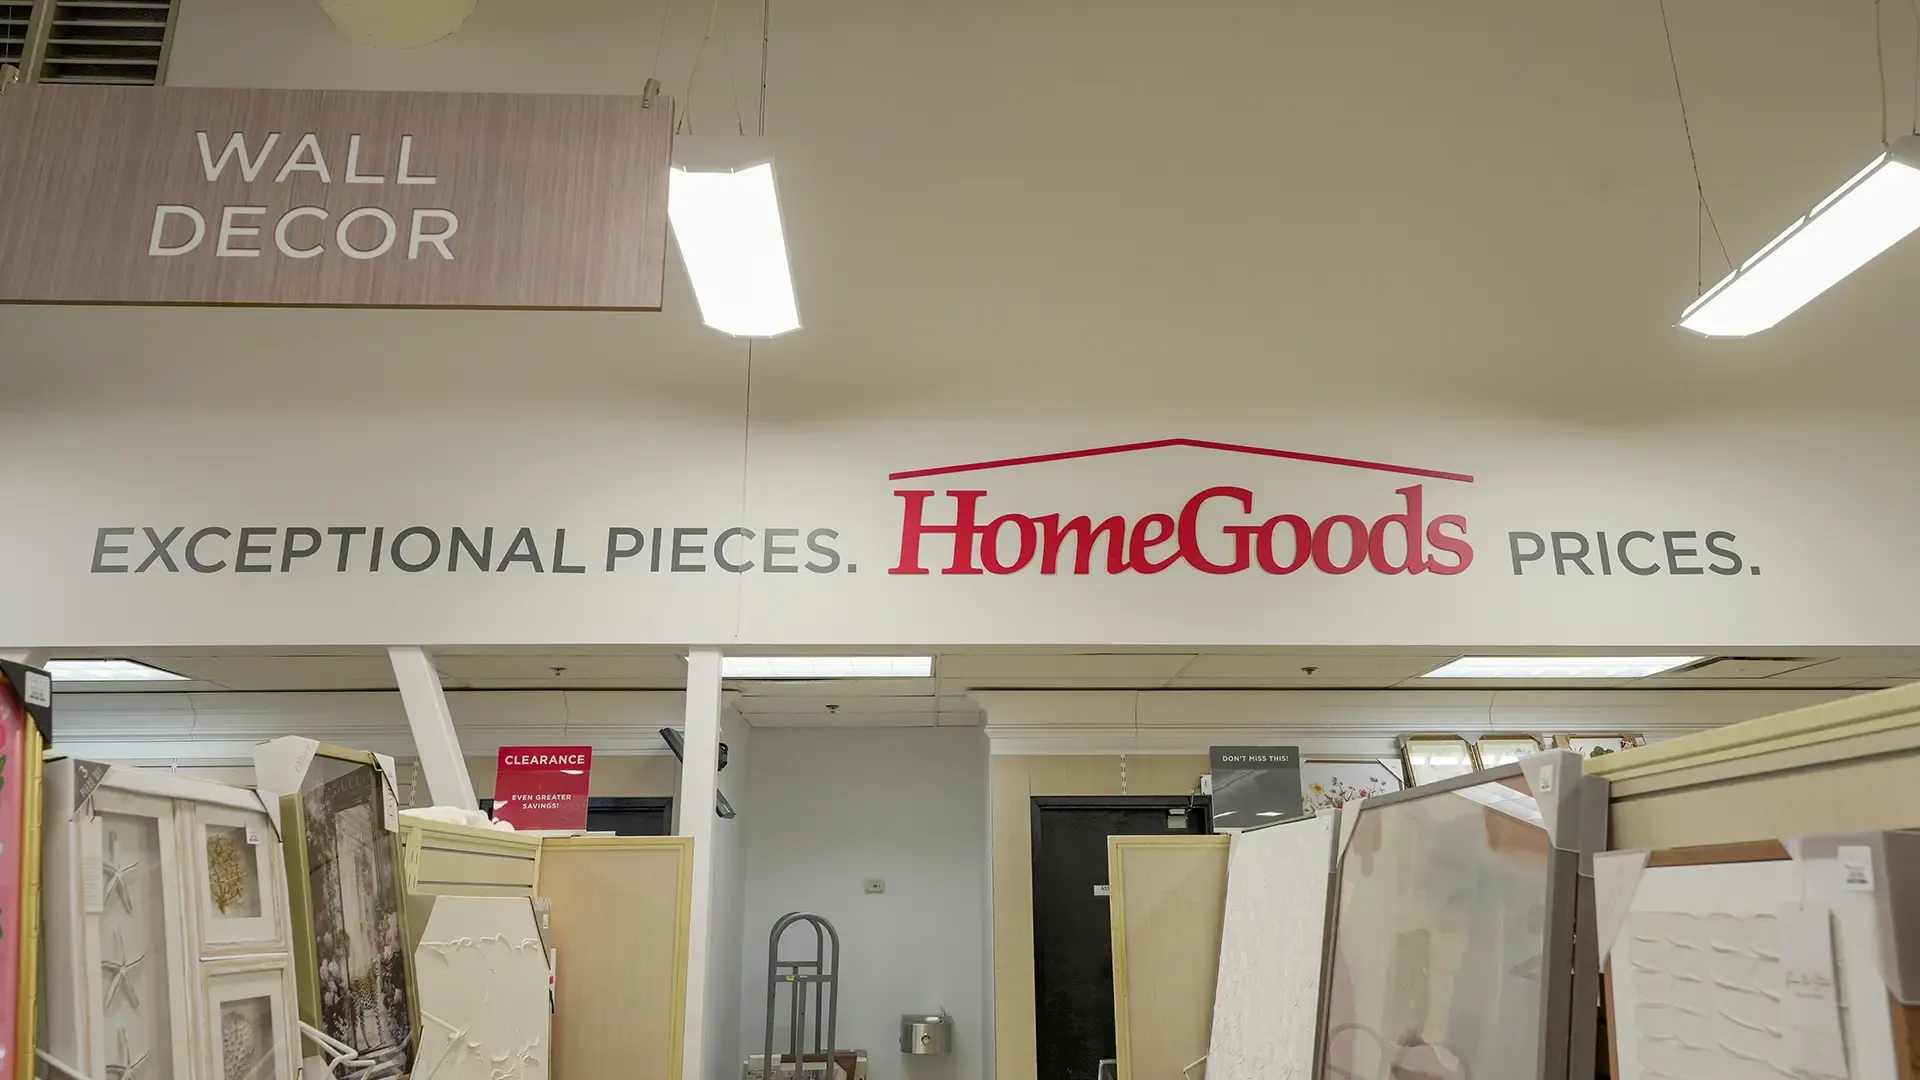 WALL
DECOR
EXCEPTIONAL PIECES. HomeGoods PRICES.
CLEARANCE
EVEN GREATER
SAVINGS!
DON'T MISS THIS!